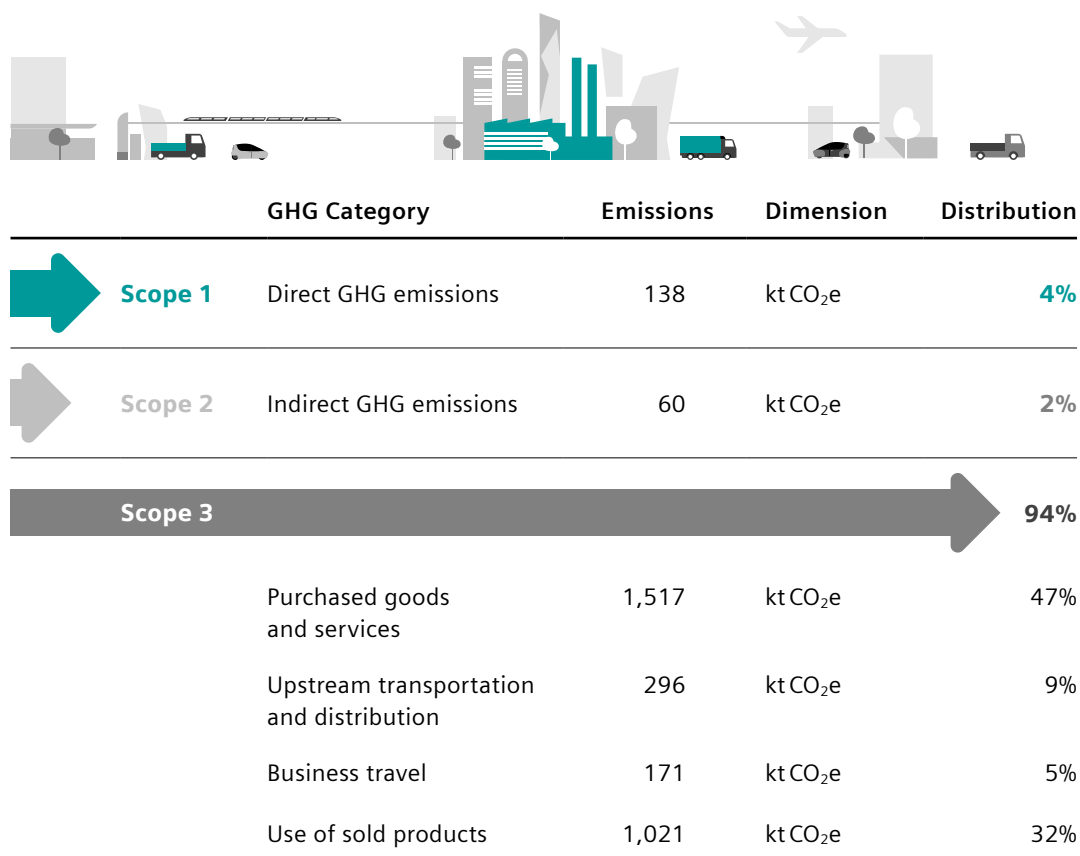 GHG Category Emissions Dimension Distribution
Scope 1 Direct GHG emissions 138 kt CO₂e 4%
Scope 2 Indirect GHG emissions 60 kt CO₂e 2%
Scope 3 94%
Purchased goods 1,517 kt CO₂e 47%
and services
Upstream transportation 296 kt CO₂e 9%
and distribution
Business travel 171 kt CO₂e 5%
Use of sold products 1,021 kt CO₂e 32%